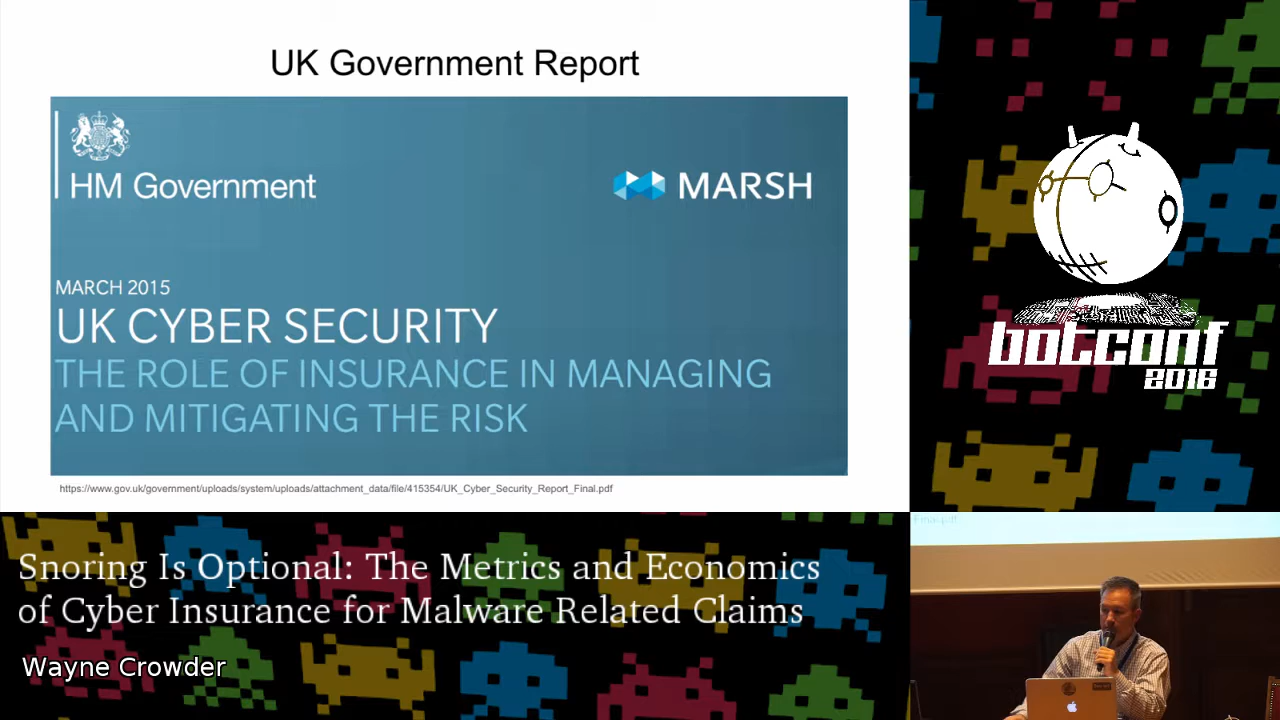 UK Government Report
HM Government
MARSH
MARCH 2015
UK CYBER SECURITY
THE ROLE OF INSURANCE IN MANAGING
AND MITIGATING THE RISK
https://www.gov.uk/government/uploads/system/uploads/attachment_data/file/415354/UK_Cyber_Security_Report_Final.pdf
botconf
2016
Snoring Is Optional: The Metrics and Economics
of Cyber Insurance for Malware Related Claims
Wayne Crowder